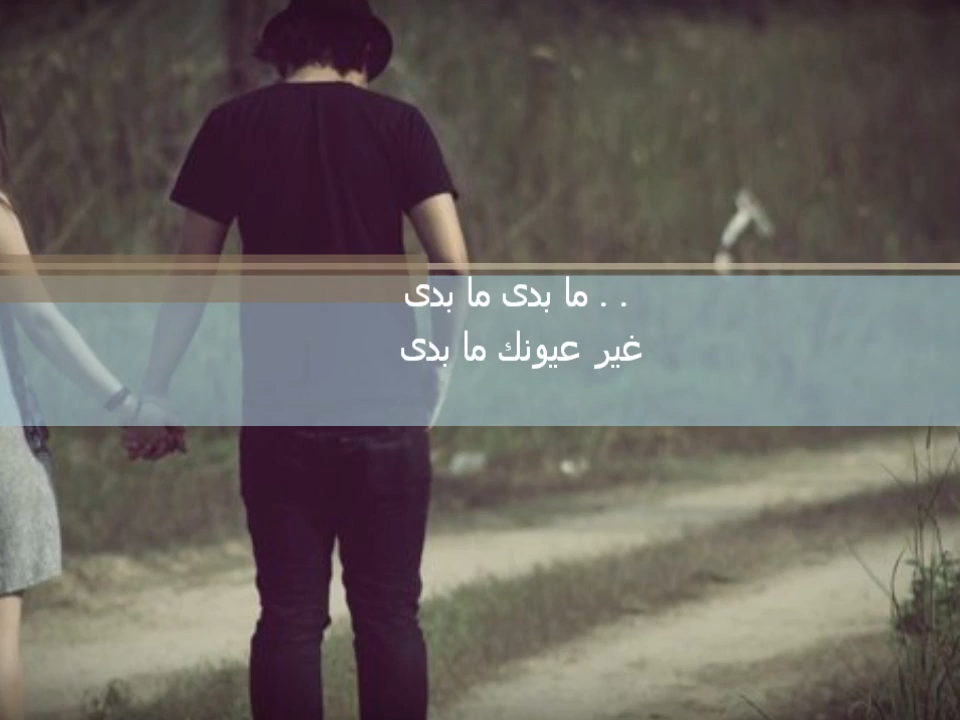 . . ما بدى ما بدى
غير عيونك ما بدى